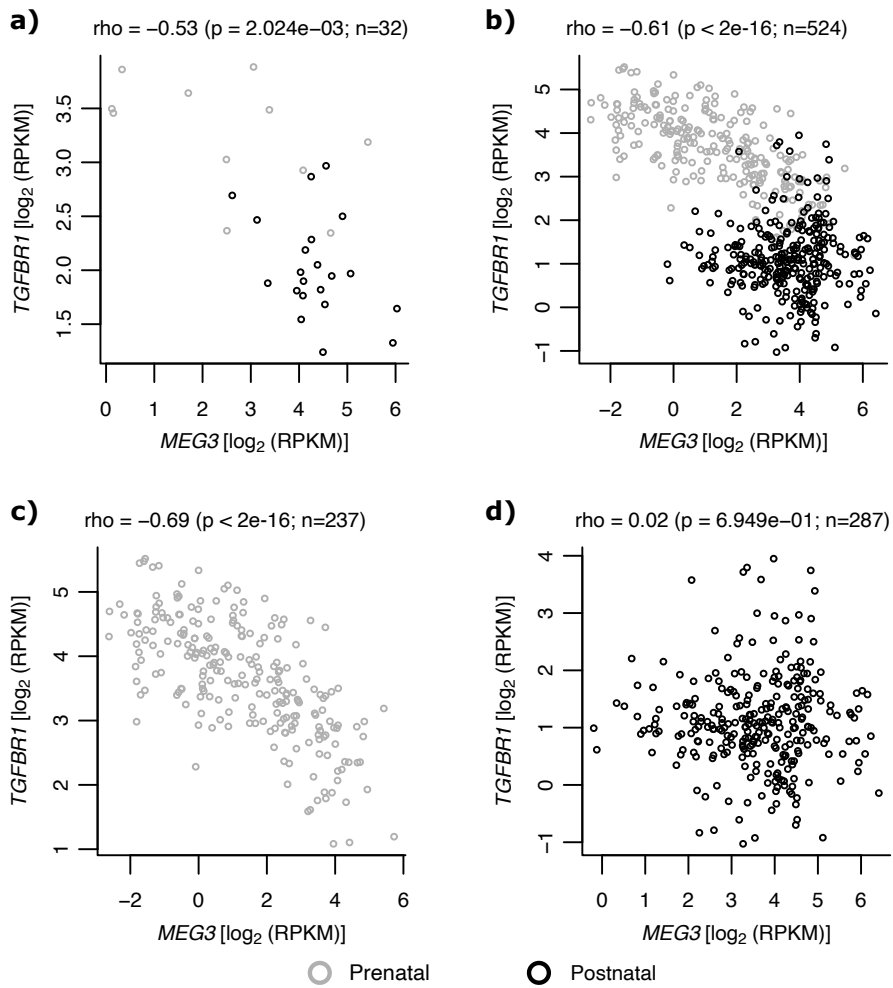 a)
rho = −0.53 (p = 2.024e−03; n=32)
TGFBR1 [log₂ (RPKM)]
1.5 2.0 2.5 3.0 3.5
0 1 2 3 4 5 6
MEG3 [log₂ (RPKM)]
b)
rho = −0.61 (p < 2e-16; n=524)
TGFBR1 [log₂ (RPKM)]
−1 0 1 2 3 4 5
−2 0 2 4 6
MEG3 [log₂ (RPKM)]
c)
rho = −0.69 (p < 2e-16; n=237)
TGFBR1 [log₂ (RPKM)]
1 2 3 4 5
−2 0 2 4 6
MEG3 [log₂ (RPKM)]
d)
rho = 0.02 (p = 6.949e−01; n=287)
TGFBR1 [log₂ (RPKM)]
−1 0 1 2 3 4
0 1 2 3 4 5 6
MEG3 [log₂ (RPKM)]
Prenatal
Postnatal